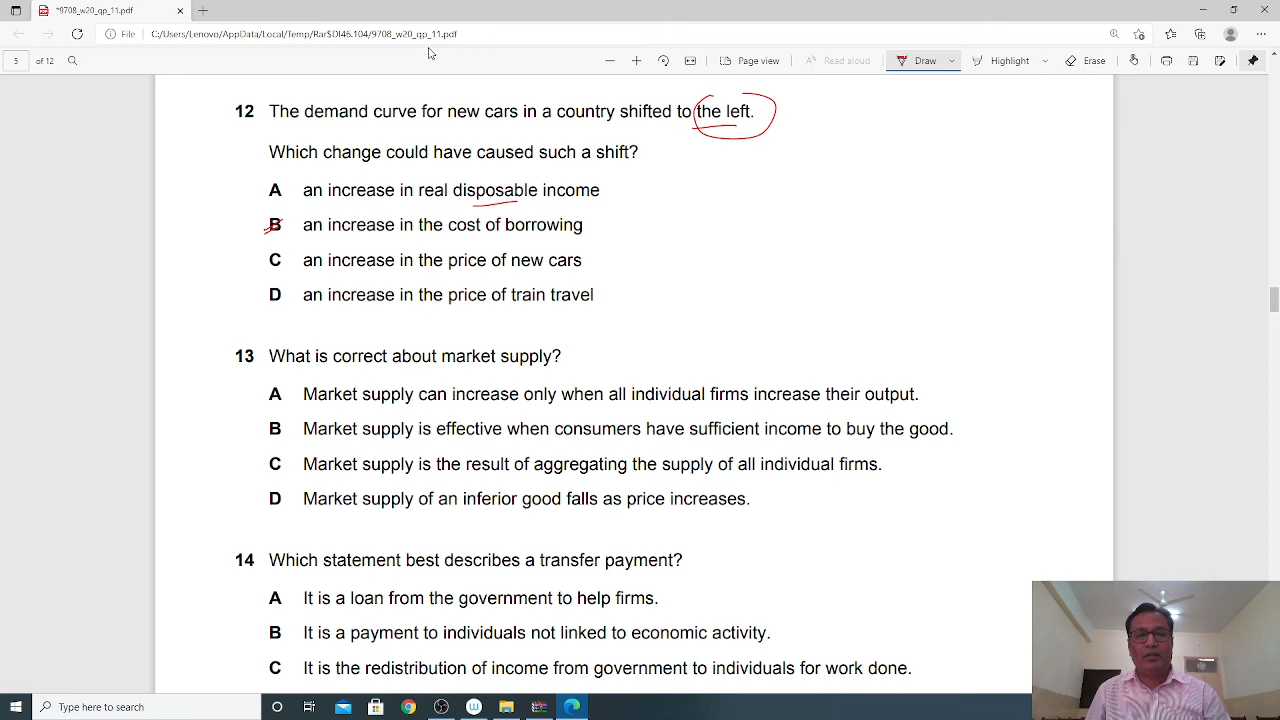 *9708_w20_qp_11.pdf
File C:/Users/Lenovo/AppData/Local/Temp/Rar$DI46.104/9708_w20_qp_11.pdf
5 of 12 Page view Read aloud Draw Highlight Erase
12 The demand curve for new cars in a country shifted to the left.
Which change could have caused such a shift?
A an increase in real disposable income
B an increase in the cost of borrowing
C an increase in the price of new cars
D an increase in the price of train travel
13 What is correct about market supply?
A Market supply can increase only when all individual firms increase their output.
B Market supply is effective when consumers have sufficient income to buy the good.
C Market supply is the result of aggregating the supply of all individual firms.
D Market supply of an inferior good falls as price increases.
14 Which statement best describes a transfer payment?
A It is a loan from the government to help firms.
B It is a payment to individuals not linked to economic activity.
C It is the redistribution of income from government to individuals for work done.
Type here to search